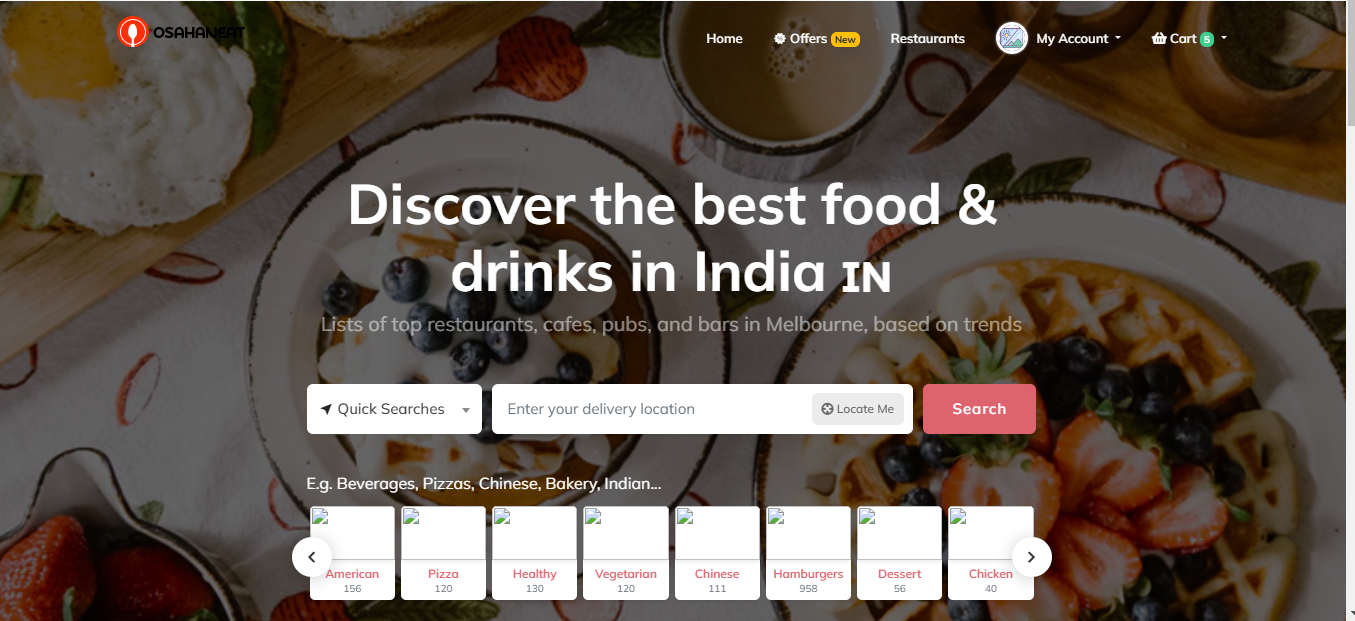 OSAHANEAT
Home
Offers New
Restaurants
My Account
Cart 5
Discover the best food &
drinks in India IN
Lists of top restaurants, cafes, pubs, and bars in Melbourne, based on trends
Quick Searches
Enter your delivery location
Locate Me
Search
E.g. Beverages, Pizzas, Chinese, Bakery, Indian...
American
156
Pizza
120
Healthy
130
Vegetarian
120
Chinese
111
Hamburgers
958
Dessert
56
Chicken
40